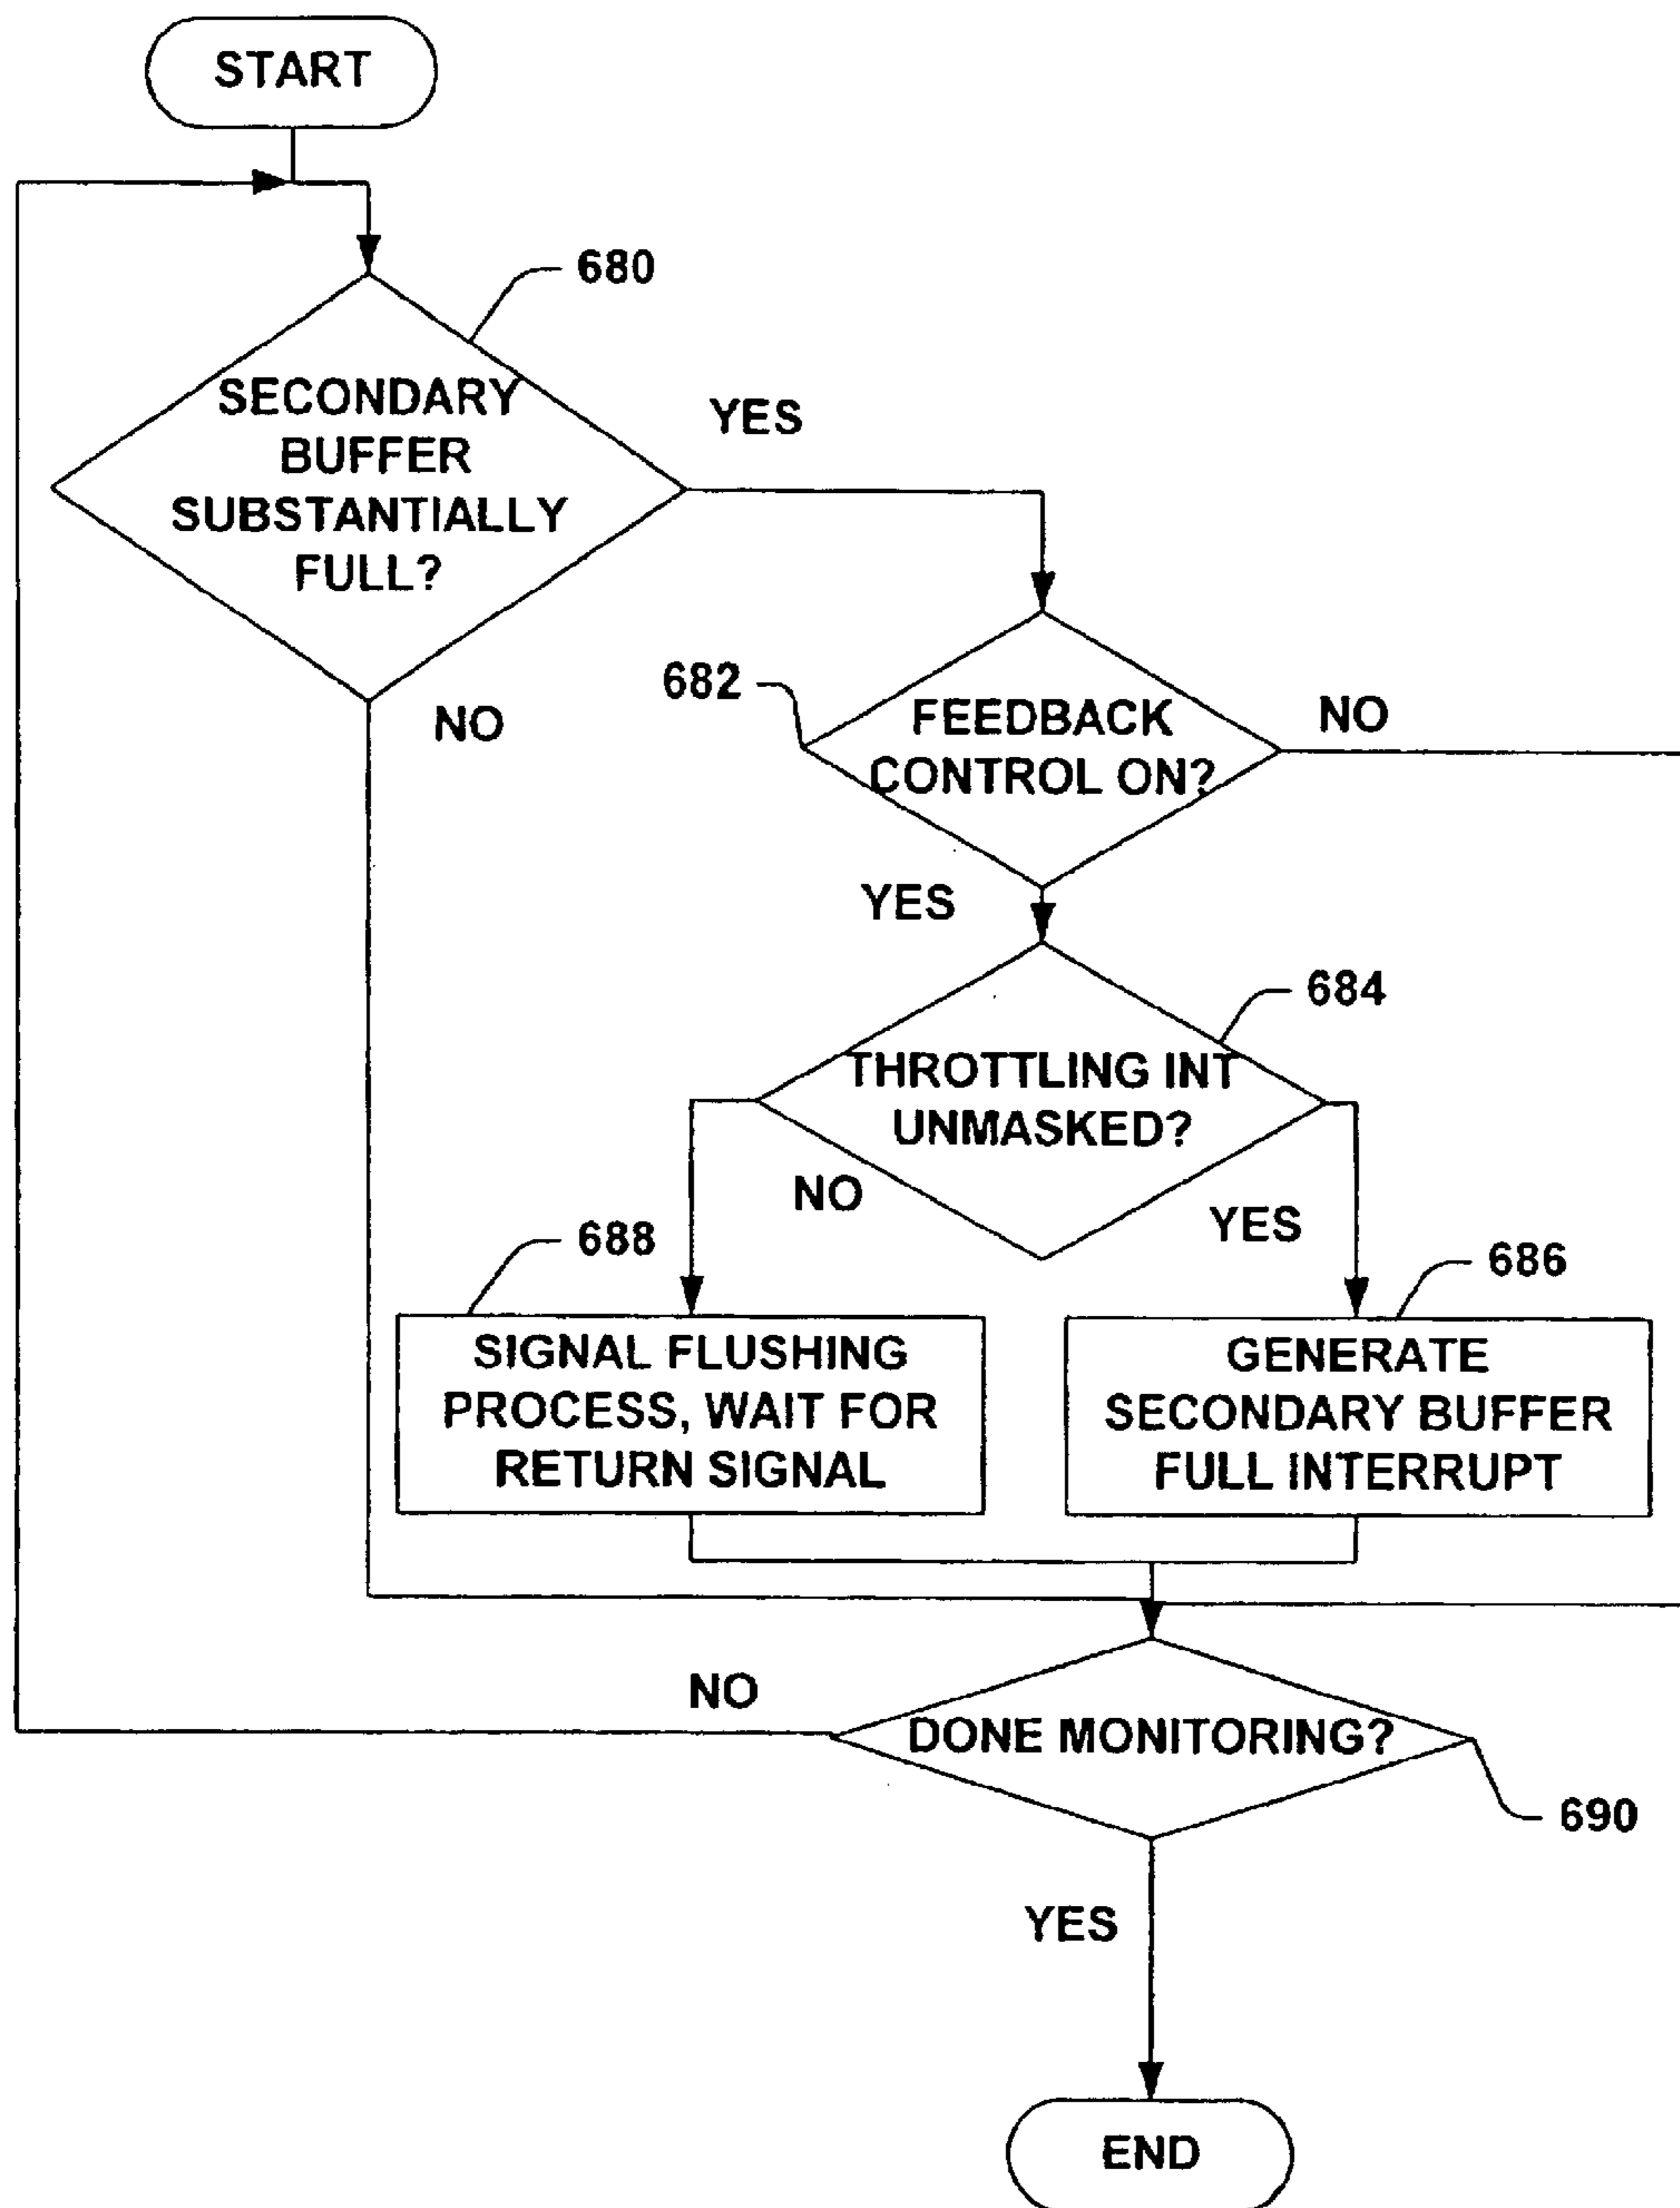 START
680
SECONDARY
BUFFER
SUBSTANTIALLY
FULL?
YES
NO
682
FEEDBACK
CONTROL ON?
NO
YES
684
THROTTLING INT
UNMASKED?
NO
YES
688
686
SIGNAL FLUSHING
PROCESS, WAIT FOR
RETURN SIGNAL
GENERATE
SECONDARY BUFFER
FULL INTERRUPT
NO
DONE MONITORING?
690
YES
END